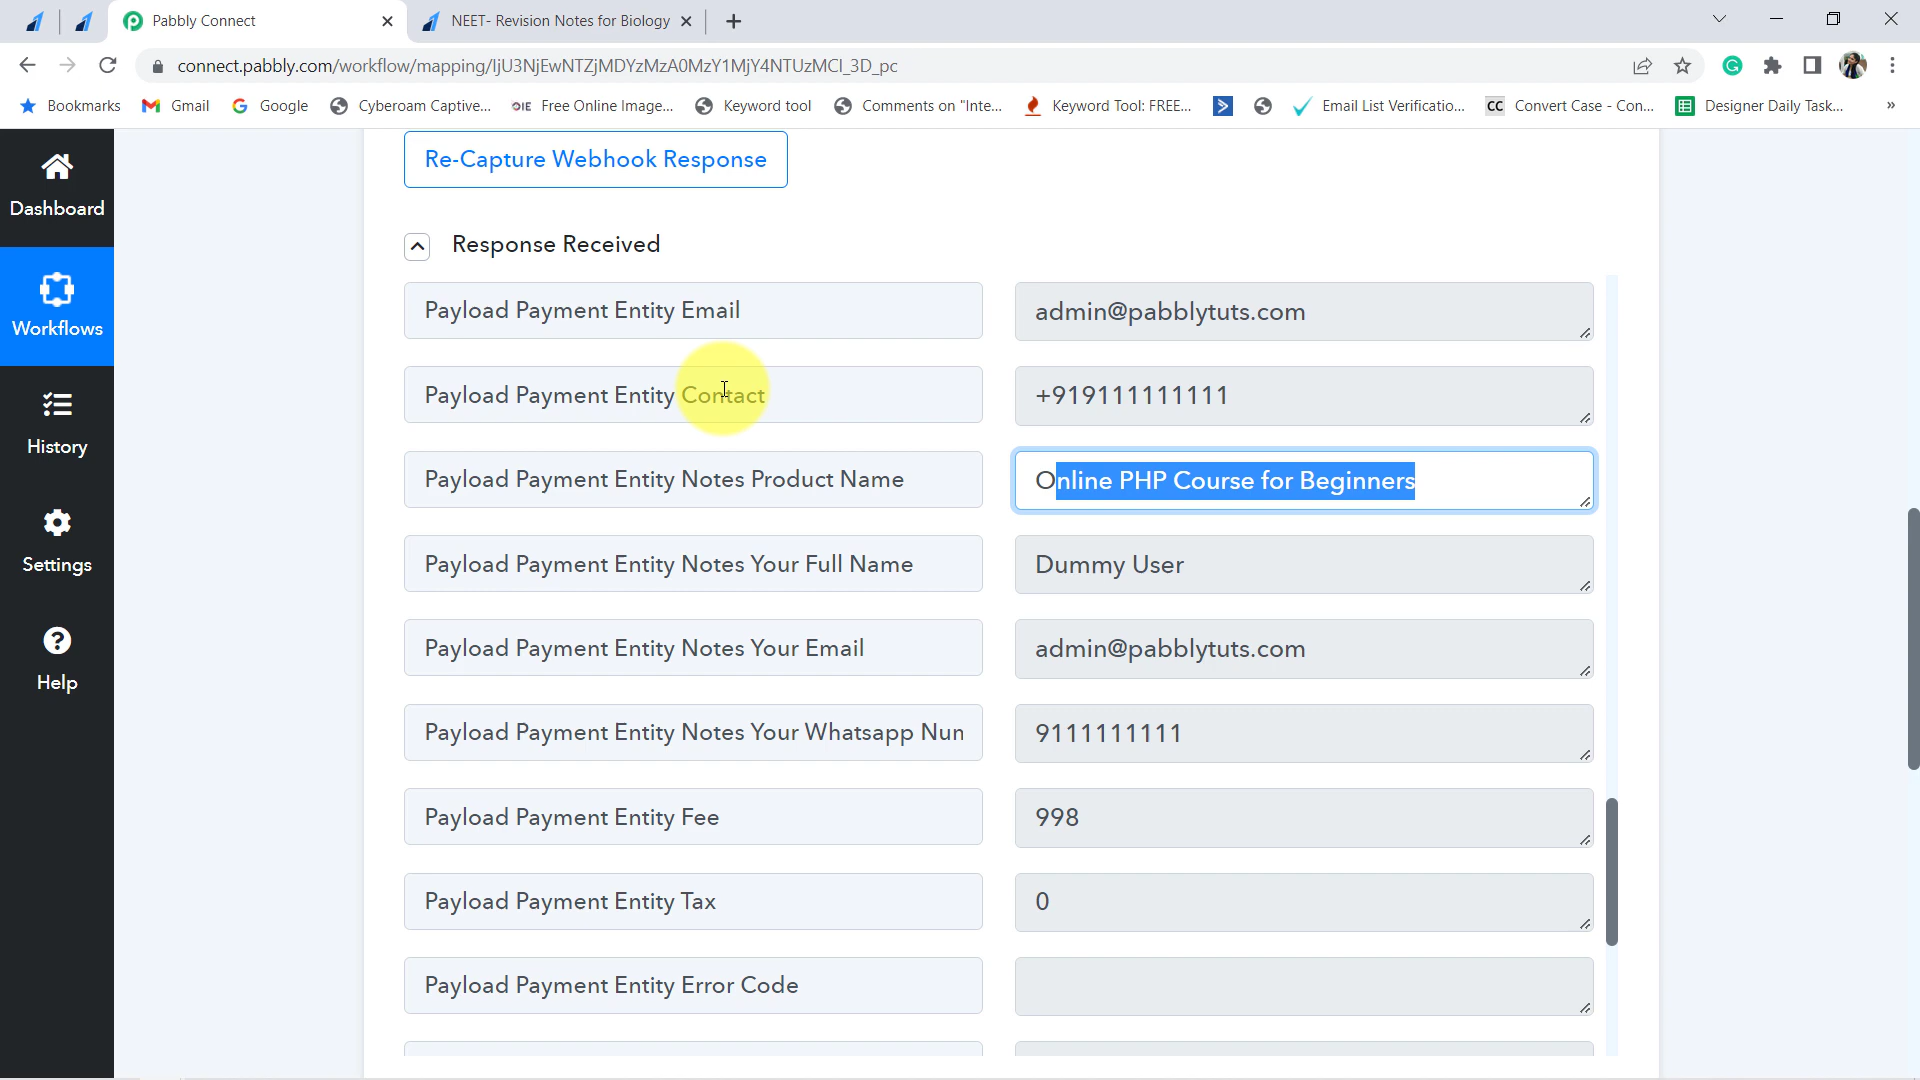 Pabbly Connect
NEET- Revision Notes for Biology
connect.pabbly.com/workflow/mapping/IjU3NjEwNTZjMDYzMzA0MzY1MjY4NTUzMCI_3D_pc
Bookmarks
Gmail
Google
Cyberoam Captive...
Free Online Image...
Keyword tool
Comments on "Inte...
Keyword Tool: FREE...
Email List Verificatio...
CC Convert Case - Con...
Designer Daily Task...
»
Dashboard
Workflows
History
Settings
Help
Re-Capture Webhook Response
Response Received
Payload Payment Entity Email
admin@pabblytuts.com
Payload Payment Entity Contact
+919111111111
Payload Payment Entity Notes Product Name
Online PHP Course for Beginners
Payload Payment Entity Notes Your Full Name
Dummy User
Payload Payment Entity Notes Your Email
admin@pabblytuts.com
Payload Payment Entity Notes Your Whatsapp Num
9111111111
Payload Payment Entity Fee
998
Payload Payment Entity Tax
0
Payload Payment Entity Error Code